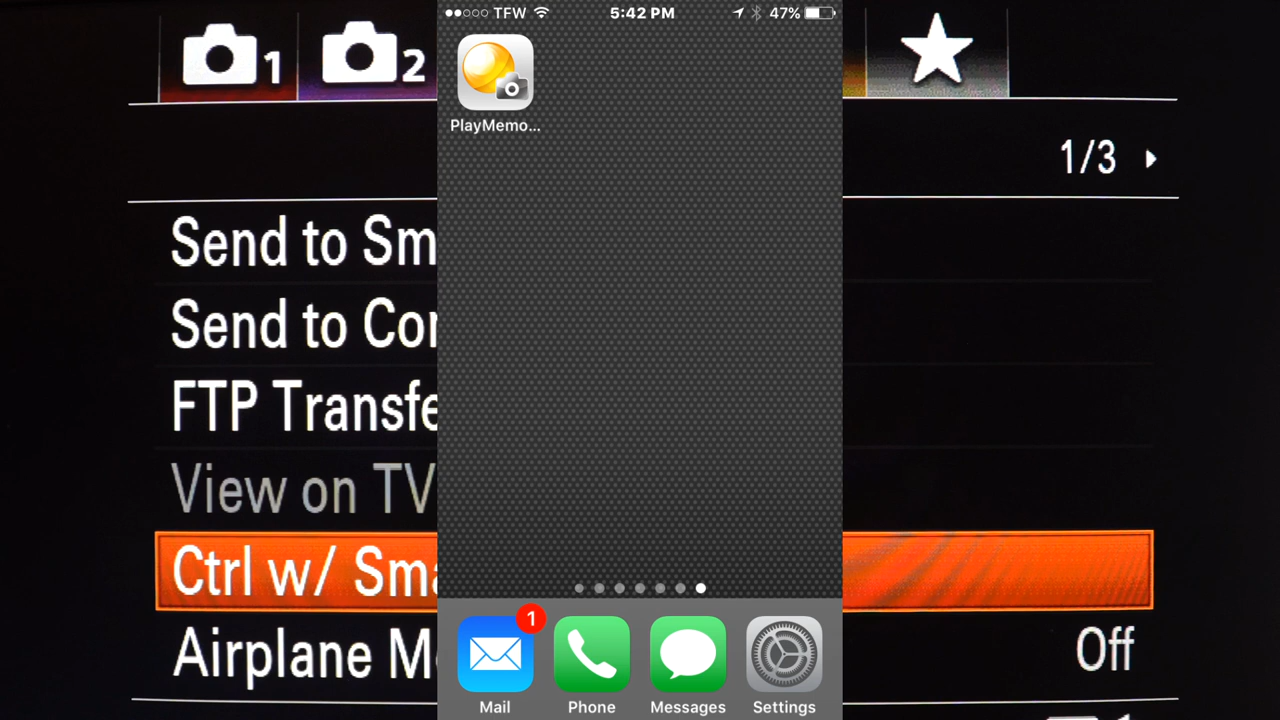 TFW 5:42 PM 47%
1 2
PlayMemo...
1/3
Send to Sm
Send to Co
FTP Transfe
View on TV
Ctrl w/ Sma
Airplane M Off
1
Mail Phone Messages Settings